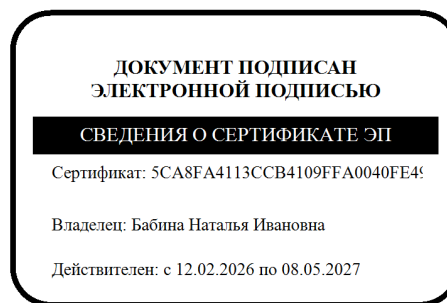 ДОКУМЕНТ ПОДПИСАН
ЭЛЕКТРОННОЙ ПОДПИСЬЮ
СВЕДЕНИЯ О СЕРТИФИКАТЕ ЭП
Сертификат: 5CA8FA4113CCB4109FFA0040FE49
Владелец: Бабина Наталья Ивановна
Действителен: с 12.02.2026 по 08.05.2027